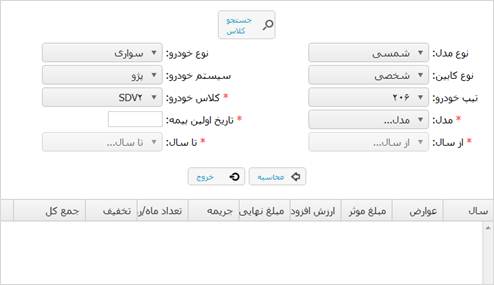 جستجو
کلاس
نوع مدل: شمسی نوع خودرو: سواری
نوع کابین: شخصی سیستم خودرو: پژو
تیپ خودرو: ۲۰۶ * کلاس خودرو: SDV۲
* مدل: مدل... * تاریخ اولین بیمه:
* از سال: از سال... * تا سال: تا سال...
محاسبه خروج
سال عوارض مبلغ موثر ارزش افزود مبلغ نهایی جریمه تعداد ماه/ر تخفیف جمع کل